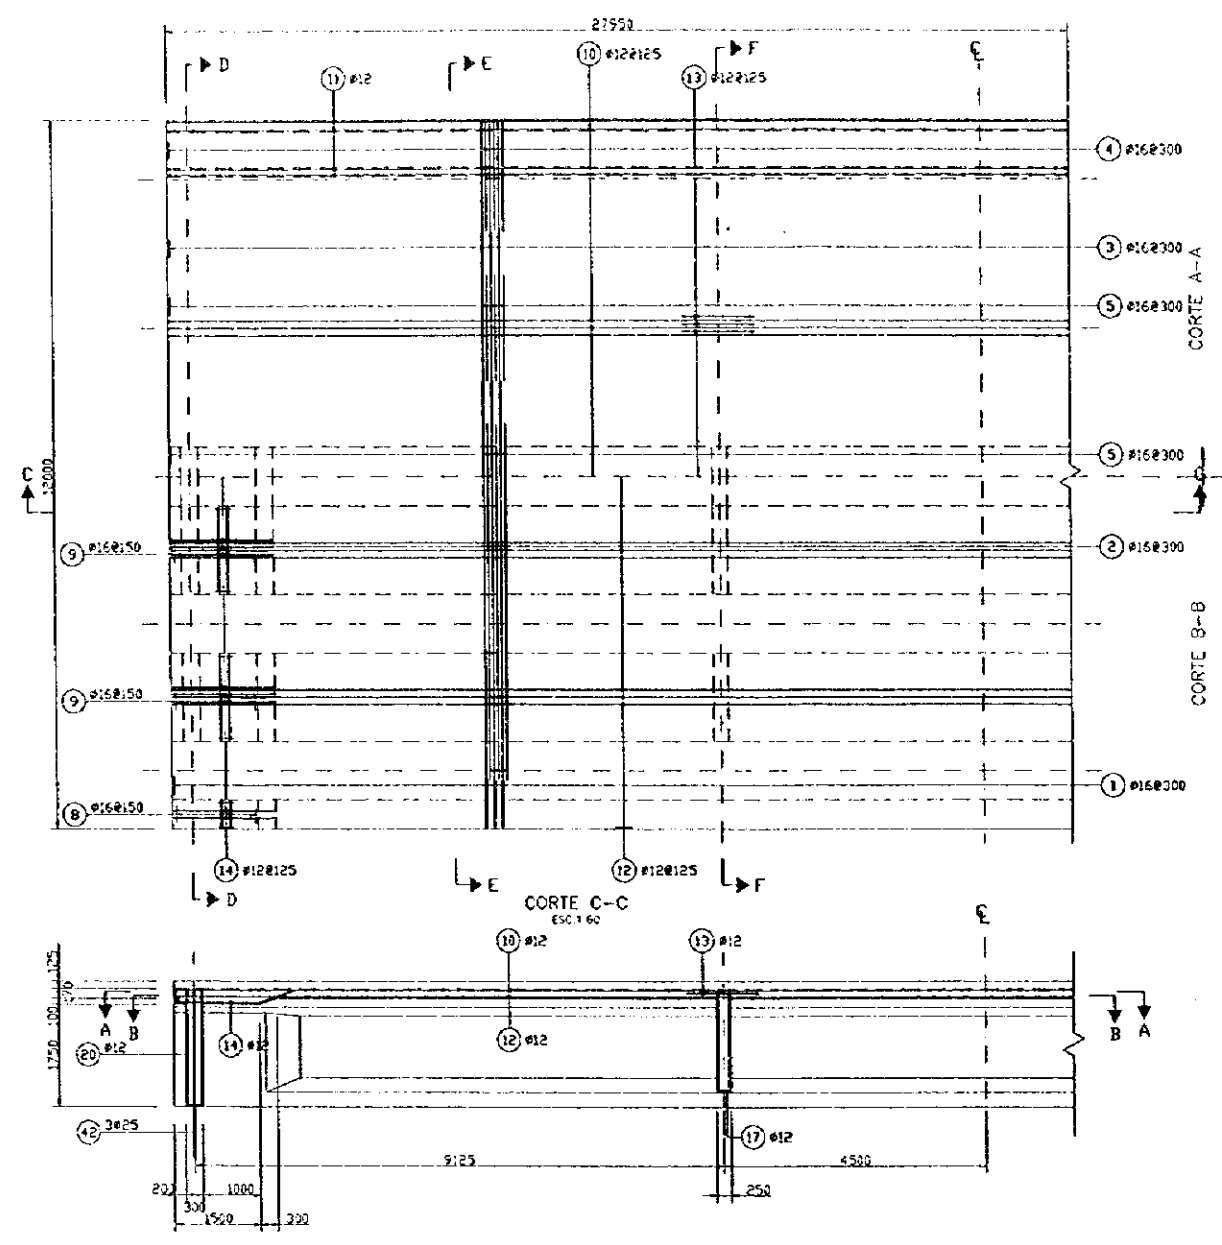 27950
D
E
F
℄
11 ø12
10 ø12@125
13 ø12@125
4 ø16@300
3 ø16@300
5 ø16@300
CORTE A-A
5 ø16@300
C
12000
9 ø16@150
2 ø16@300
CORTE B-B
9 ø16@150
1 ø16@300
8 ø16@150
14 ø12@125
12 ø12@125
D
E
F
CORTE C-C
ESC.1:60
℄
10 ø12
13 ø12
125
100
1750
A
B
B
A
20 ø12
14 ø12
12 ø12
42 3ø25
17 ø12
9125
4500
200
1000
250
300
1500
300